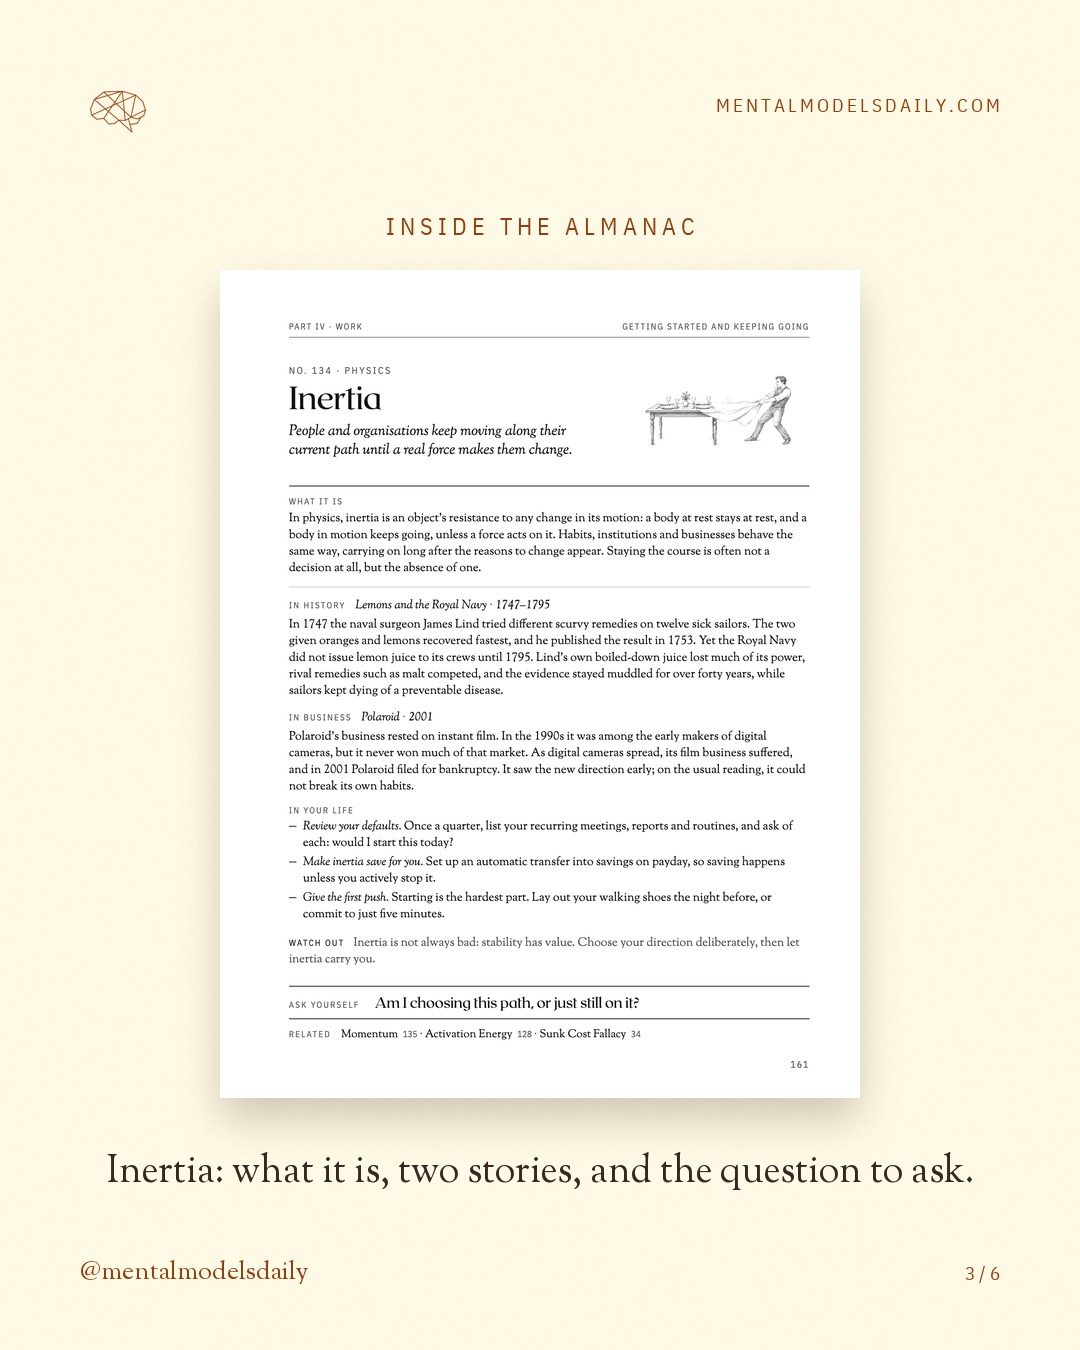 MENTALMODELSDAILY.COM
INSIDE THE ALMANAC
PART IV · WORK
GETTING STARTED AND KEEPING GOING
NO. 134 · PHYSICS
Inertia
People and organisations keep moving along their
current path until a real force makes them change.
WHAT IT IS
In physics, inertia is an object’s resistance to any change in its motion: a body at rest stays at rest, and a
body in motion keeps going, unless a force acts on it. Habits, institutions and businesses behave the
same way, carrying on long after the reasons to change appear. Staying the course is often not a
decision at all, but the absence of one.
IN HISTORY Lemons and the Royal Navy · 1747–1795
In 1747 the naval surgeon James Lind tried different scurvy remedies on twelve sick sailors. The two
given oranges and lemons recovered fastest, and he published the result in 1753. Yet the Royal Navy
did not issue lemon juice to its crews until 1795. Lind’s own boiled-down juice lost much of its power,
rival remedies such as malt competed, and the evidence stayed muddled for over forty years, while
sailors kept dying of a preventable disease.
IN BUSINESS Polaroid · 2001
Polaroid’s business rested on instant film. In the 1990s it was among the early makers of digital
cameras, but it never won much of that market. As digital cameras spread, its film business suffered,
and in 2001 Polaroid filed for bankruptcy. It saw the new direction early; on the usual reading, it could
not break its own habits.
IN YOUR LIFE
– Review your defaults. Once a quarter, list your recurring meetings, reports and routines, and ask of
each: would I start this today?
– Make inertia save for you. Set up an automatic transfer into savings on payday, so saving happens
unless you actively stop it.
– Give the first push. Starting is the hardest part. Lay out your walking shoes the night before, or
commit to just five minutes.
WATCH OUT Inertia is not always bad: stability has value. Choose your direction deliberately, then let
inertia carry you.
ASK YOURSELF Am I choosing this path, or just still on it?
RELATED Momentum 135 · Activation Energy 128 · Sunk Cost Fallacy 34
161
Inertia: what it is, two stories, and the question to ask.
@mentalmodelsdaily
3 / 6